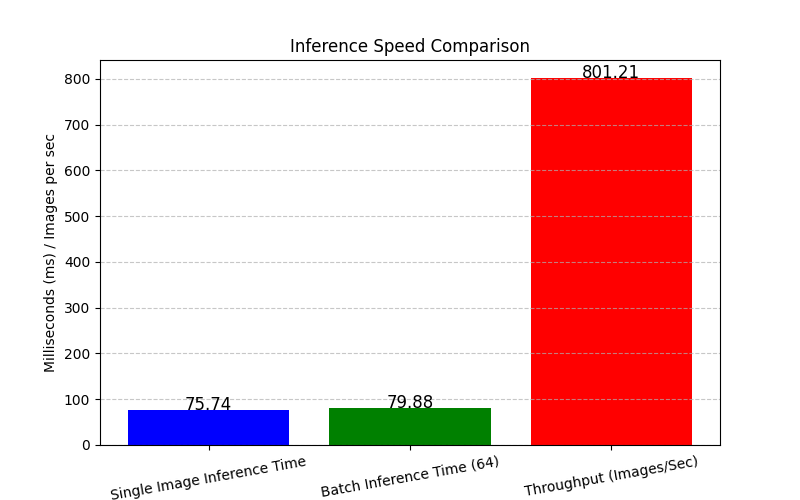 Inference Speed Comparison
Milliseconds (ms) / Images per sec
800
700
600
500
400
300
200
100
0
75.74
79.88
801.21
Single Image Inference Time
Batch Inference Time (64)
Throughput (Images/Sec)